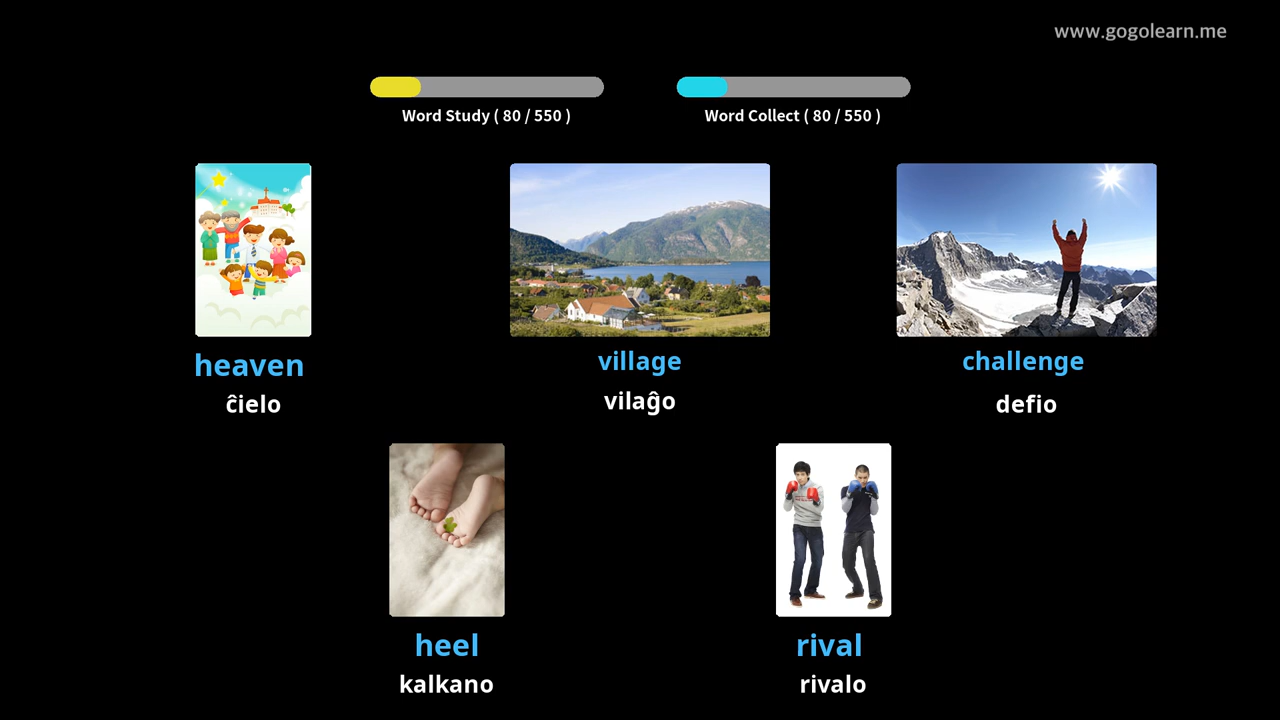 www.gogolearn.me
Word Study ( 80 / 550 )
Word Collect ( 80 / 550 )
heaven
ĉielo
village
vilaĝo
challenge
defio
heel
kalkano
rival
rivalo